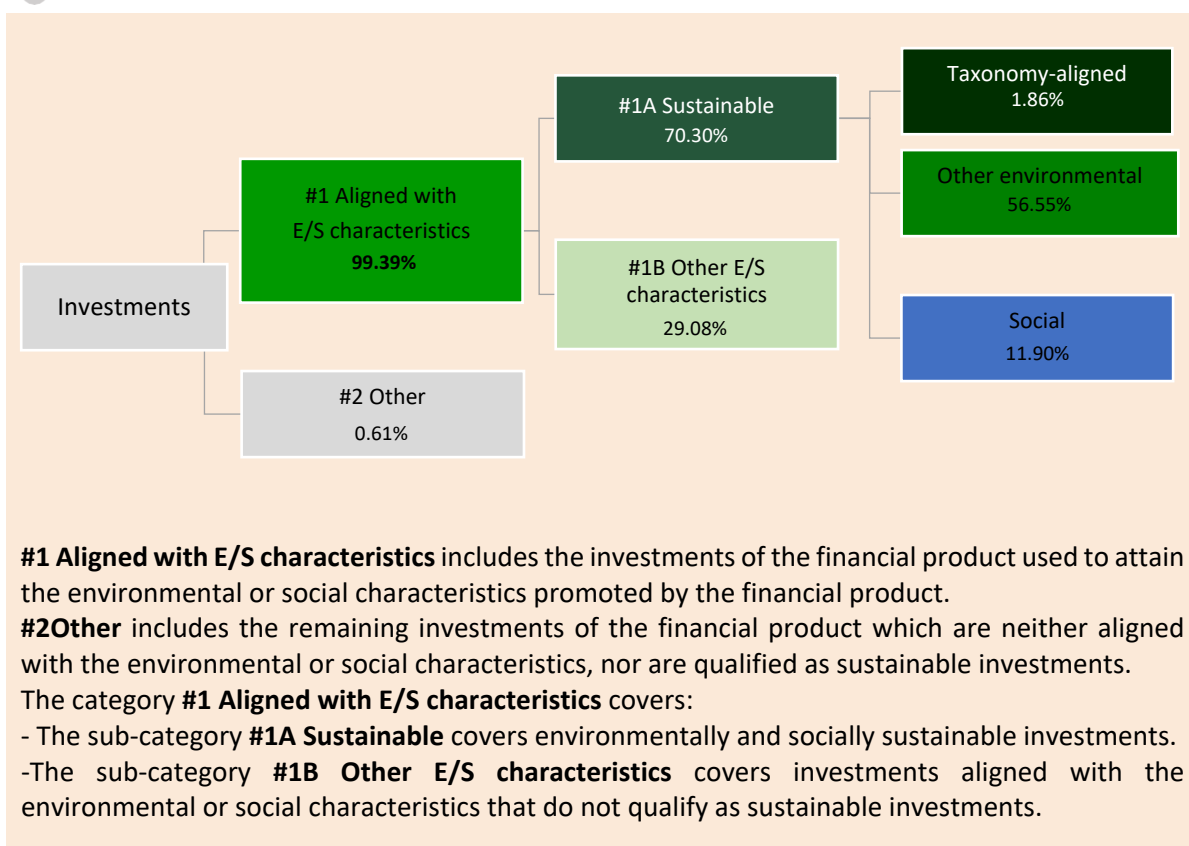 Taxonomy-aligned
1.86%
#1A Sustainable
70.30%
Other environmental
56.55%
#1 Aligned with
E/S characteristics
99.39%
#1B Other E/S
characteristics
29.08%
Investments
Social
11.90%
#2 Other
0.61%
#1 Aligned with E/S characteristics includes the investments of the financial product used to attain
the environmental or social characteristics promoted by the financial product.
#2Other includes the remaining investments of the financial product which are neither aligned
with the environmental or social characteristics, nor are qualified as sustainable investments.
The category #1 Aligned with E/S characteristics covers:
- The sub-category #1A Sustainable covers environmentally and socially sustainable investments.
-The sub-category #1B Other E/S characteristics covers investments aligned with the
environmental or social characteristics that do not qualify as sustainable investments.